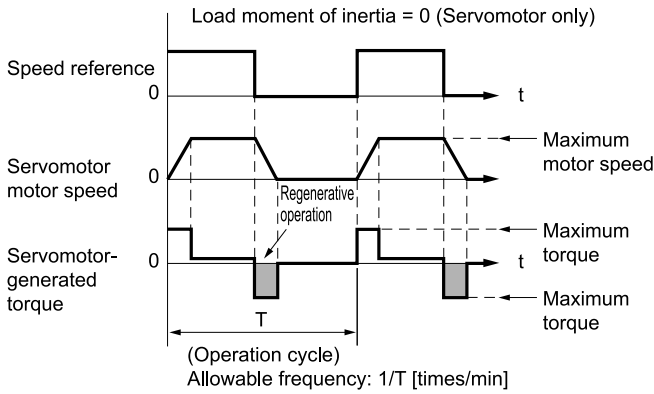 Load moment of inertia = 0 (Servomotor only)
Speed reference
0
t
Servomotor
motor speed
0
Maximum
motor speed
Regenerative
operation
Servomotor-
generated
torque
0
t
Maximum
torque
Maximum
torque
T
(Operation cycle)
Allowable frequency: 1/T [times/min]